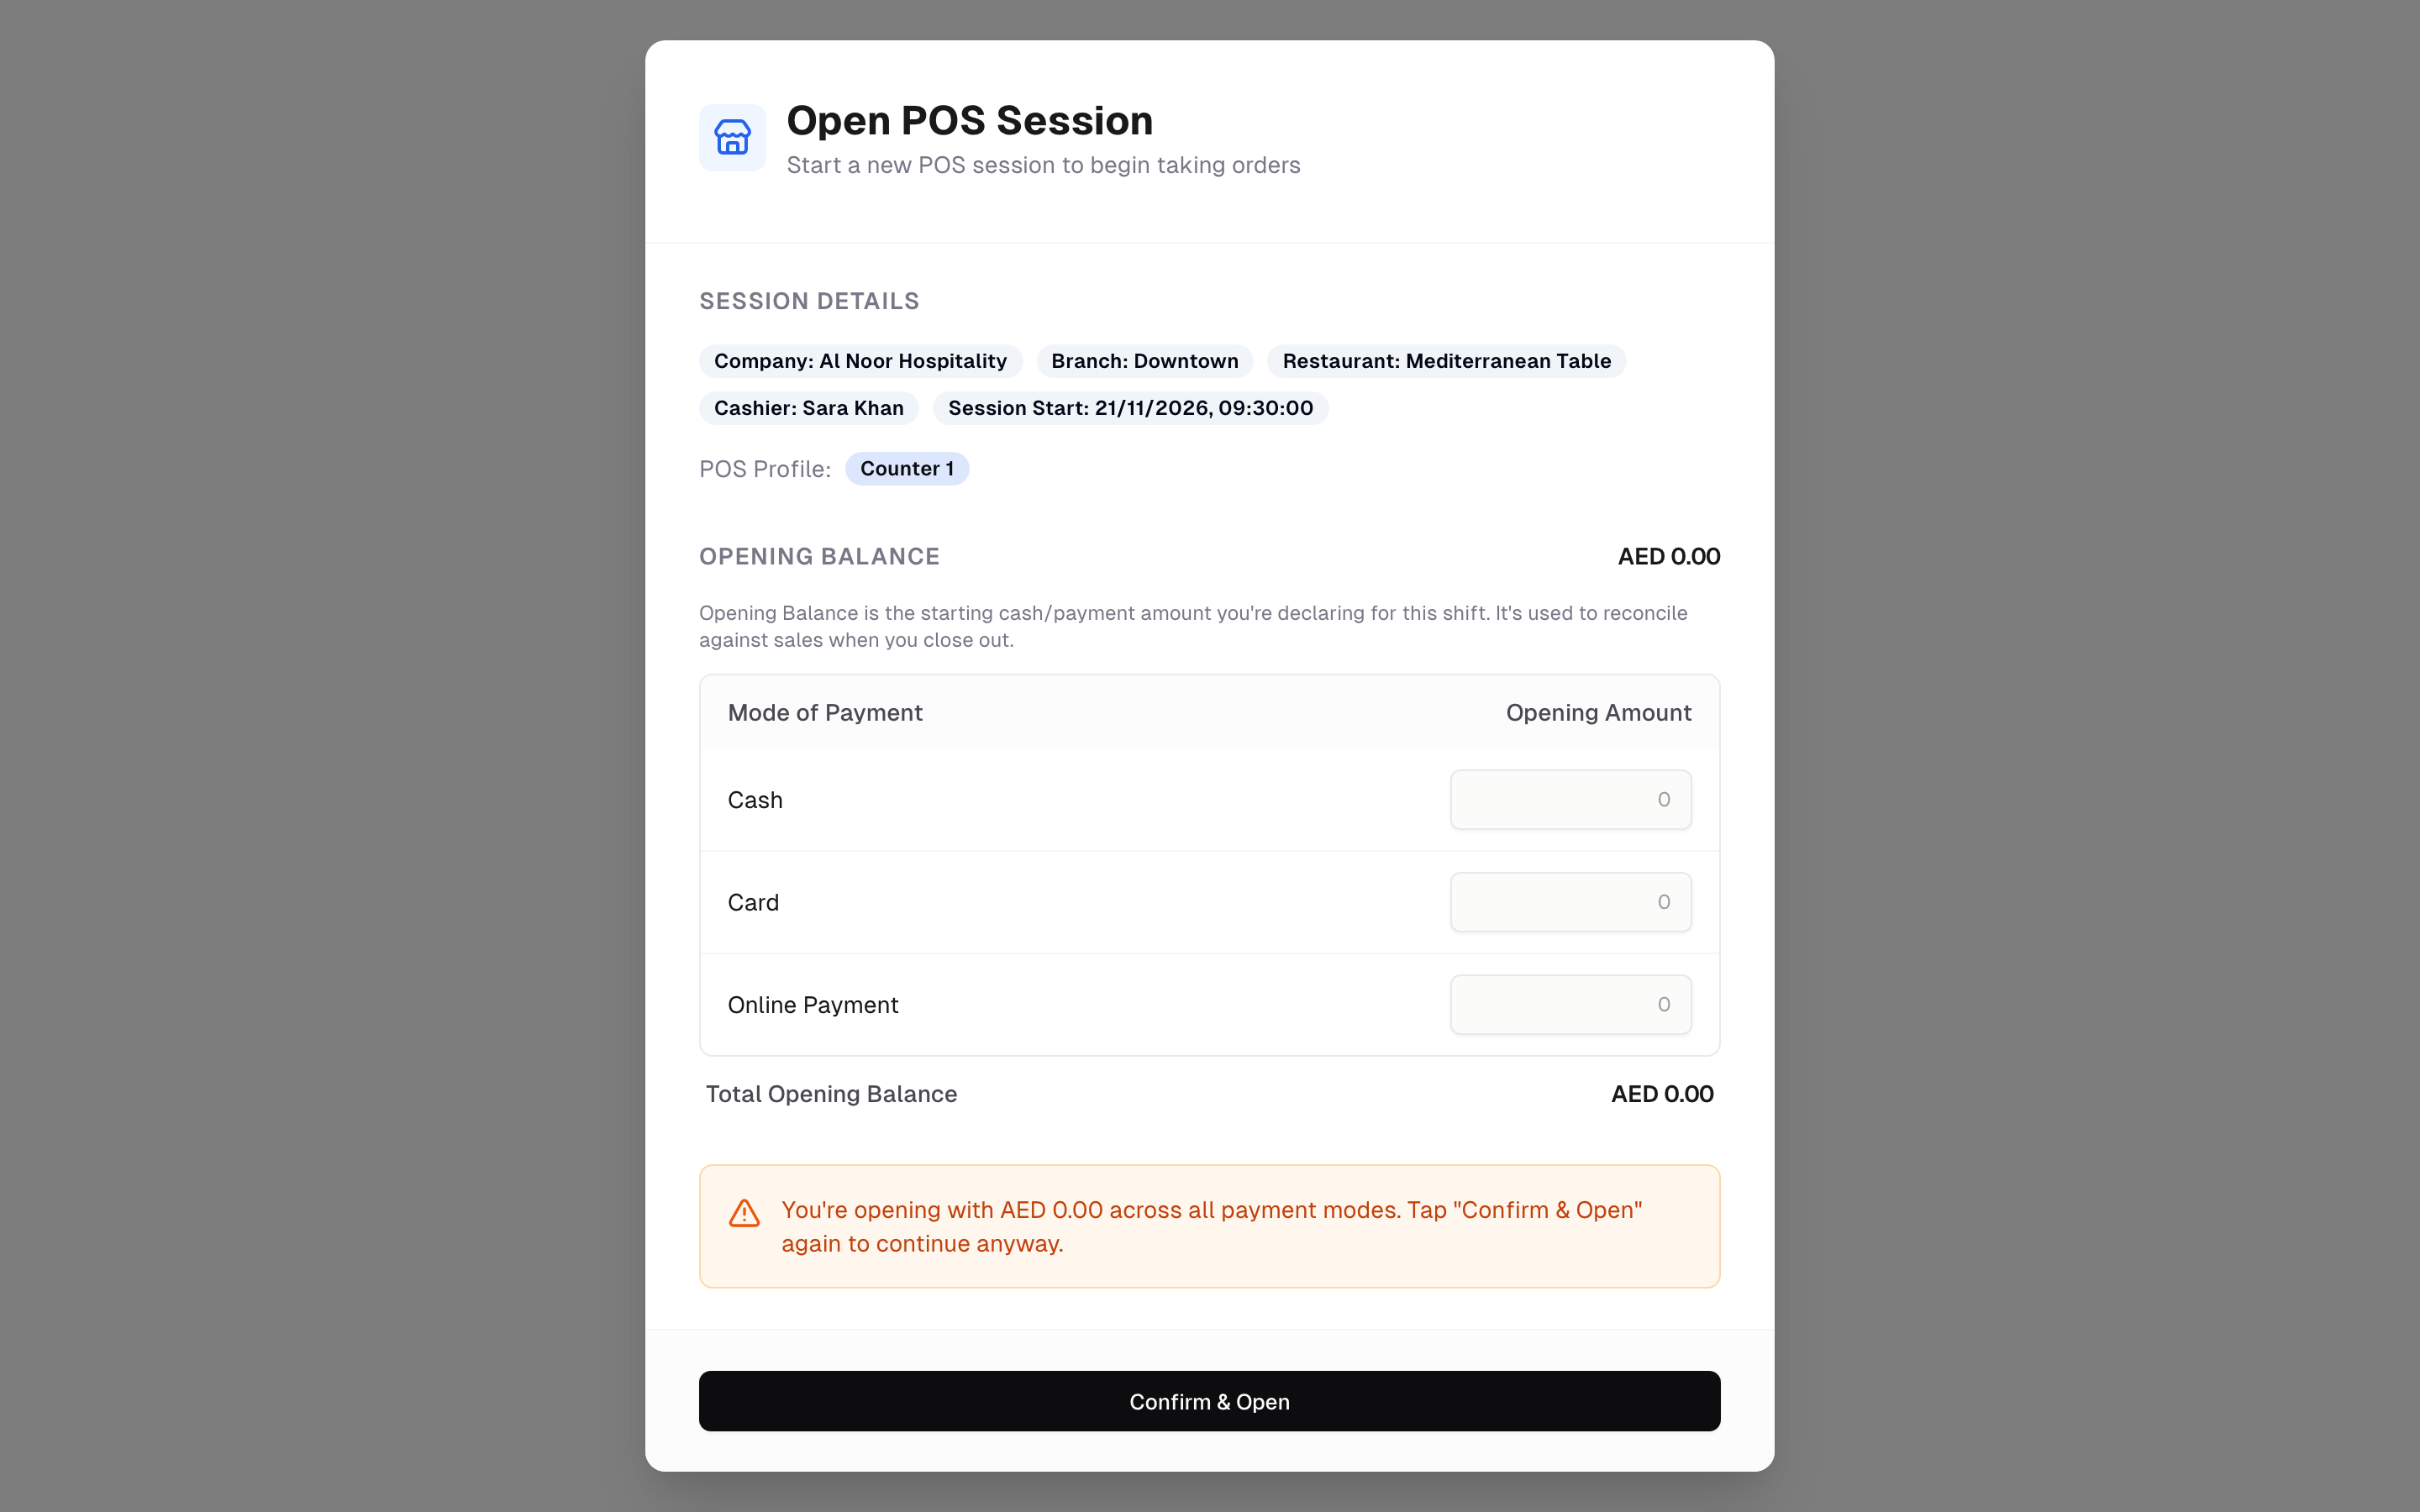 Open POS Session
Start a new POS session to begin taking orders
SESSION DETAILS
Company: Al Noor Hospitality
Branch: Downtown
Restaurant: Mediterranean Table
Cashier: Sara Khan
Session Start: 21/11/2026, 09:30:00
POS Profile: Counter 1
OPENING BALANCE AED 0.00
Opening Balance is the starting cash/payment amount you're declaring for this shift. It's used to reconcile
against sales when you close out.
Mode of Payment Opening Amount
Cash 0
Card 0
Online Payment 0
Total Opening Balance AED 0.00
You're opening with AED 0.00 across all payment modes. Tap "Confirm & Open"
again to continue anyway.
Confirm & Open